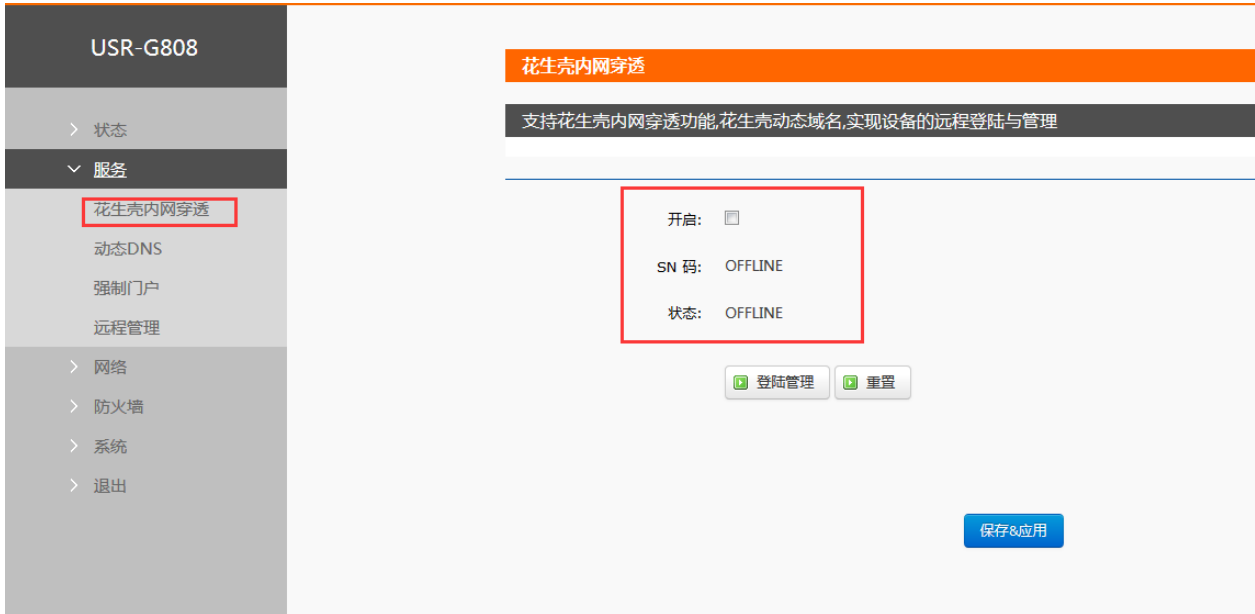 USR-G808
状态
服务
花生壳内网穿透
动态DNS
强制门户
远程管理
网络
防火墙
系统
退出
花生壳内网穿透
支持花生壳内网穿透功能,花生壳动态域名,实现设备的远程登陆与管理
开启:
SN 码: OFFLINE
状态: OFFLINE
登陆管理 重置
保存&应用